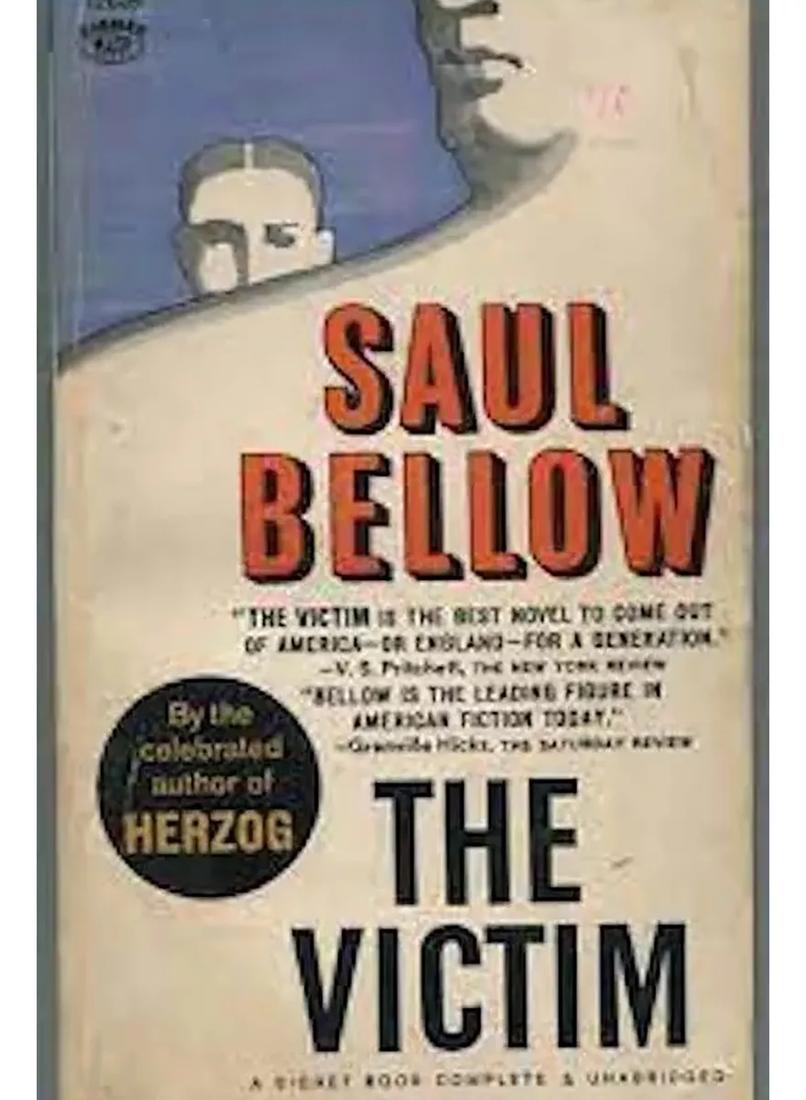 SAUL
BELLOW
"THE VICTIM IS THE BEST NOVEL TO COME OUT
OF AMERICA—OR ENGLAND—FOR A GENERATION."
—V. S. Pritchett, THE NEW YORK REVIEW
"BELLOW IS THE LEADING FIGURE IN
AMERICAN FICTION TODAY."
—Granville Hicks, THE SATURDAY REVIEW
By the
celebrated
author of
HERZOG
THE
VICTIM
A SIGNET BOOK COMPLETE & UNABRIDGED